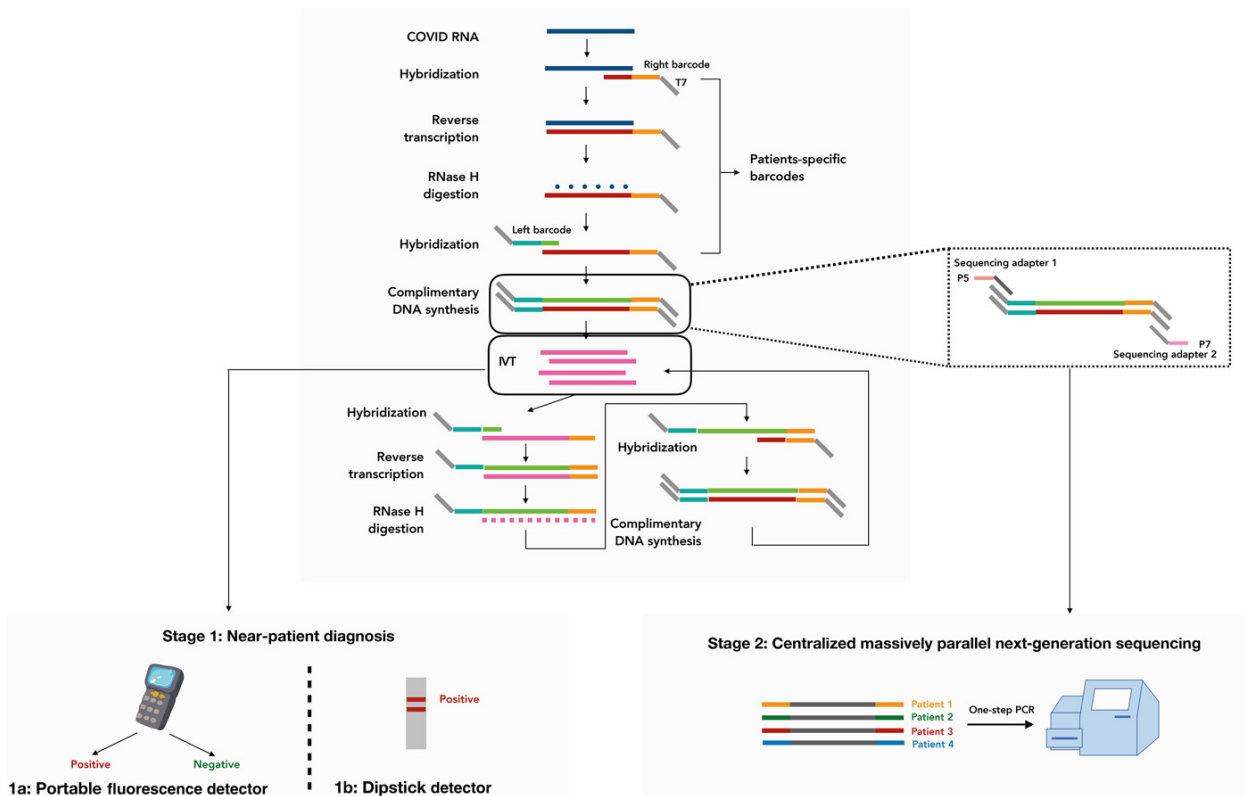 COVID RNA
Hybridization
Right barcode
T7
Reverse
transcription
Patients-specific
barcodes
RNase H
digestion
Left barcode
Hybridization
Complimentary
DNA synthesis
Sequencing adapter 1
P5
P7
Sequencing adapter 2
IVT
Hybridization
Reverse
transcription
RNase H
digestion
Hybridization
Complimentary
DNA synthesis
Stage 1: Near-patient diagnosis
Positive
Negative
1a: Portable fluorescence detector
Positive
1b: Dipstick detector
Stage 2: Centralized massively parallel next-generation sequencing
Patient 1
Patient 2
Patient 3
Patient 4
One-step PCR